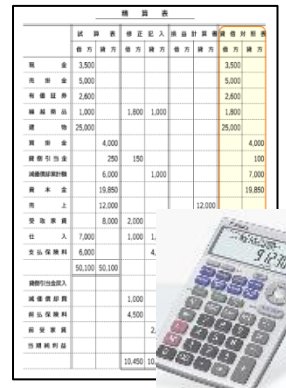 精 算 表
試 算 表 修 正 記 入 損 益 計 算 書 貸 借 対 照 表
借 方 貸 方 借 方 貸 方 借 方 貸 方 借 方 貸 方
現 金 3,500 3,500
売 掛 金 5,000 5,000
有 価 証 券 2,600 2,600
繰 越 商 品 1,000 1,800 1,000 1,800
建 物 25,000 25,000
買 掛 金 4,000 4,000
貸 倒 引 当 金 250 150 100
減価償却累計額 6,000 1,000 7,000
資 本 金 19,850 19,850
売 上 12,000 12,000
受 取 家 賃 8,000 2,000
仕 入 7,000 1,000
支 払 保 険 料 6,000
50,100 50,100
貸倒引当金戻入
減 価 償 却 費 1,000
前 払 保 険 料 4,500
前 受 家 賃
当 期 純 利 益
10,450